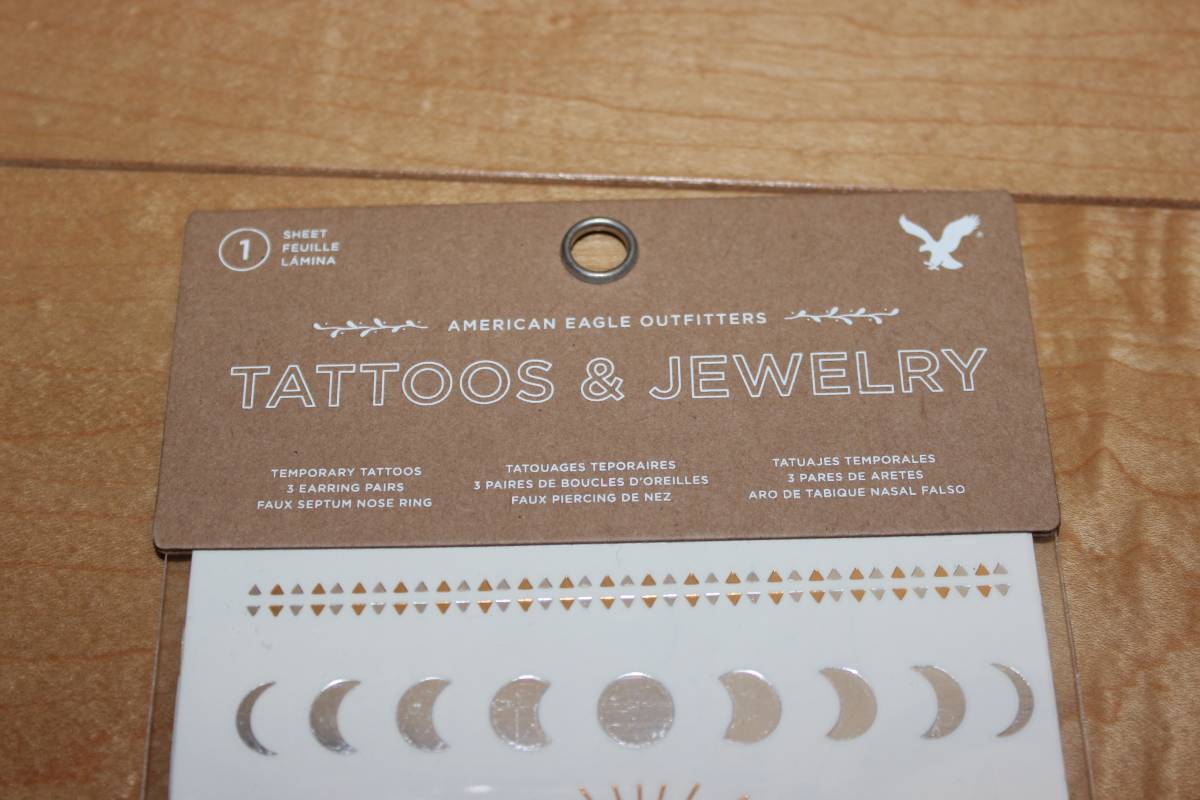 1
SHEET
FEUILLE
LÁMINA
®
AMERICAN EAGLE OUTFITTERS
TATTOOS & JEWELRY
TEMPORARY TATTOOS
3 EARRING PAIRS
FAUX SEPTUM NOSE RING
TATOUAGES TEPORAIRES
3 PAIRES DE BOUCLES D'OREILLES
FAUX PIERCING DE NEZ
TATUAJES TEMPORALES
3 PARES DE ARETES
ARO DE TABIQUE NASAL FALSO